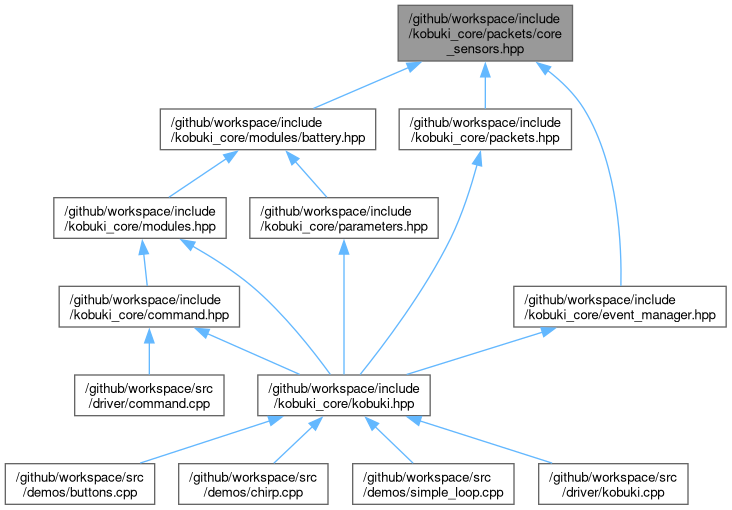 /github/workspace/include
/kobuki_core/packets/core
_sensors.hpp
/github/workspace/include
/kobuki_core/modules/battery.hpp
/github/workspace/include
/kobuki_core/packets.hpp
/github/workspace/include
/kobuki_core/modules.hpp
/github/workspace/include
/kobuki_core/parameters.hpp
/github/workspace/include
/kobuki_core/command.hpp
/github/workspace/include
/kobuki_core/event_manager.hpp
/github/workspace/src
/driver/command.cpp
/github/workspace/include
/kobuki_core/kobuki.hpp
/github/workspace/src
/demos/buttons.cpp
/github/workspace/src
/demos/chirp.cpp
/github/workspace/src
/demos/simple_loop.cpp
/github/workspace/src
/driver/kobuki.cpp